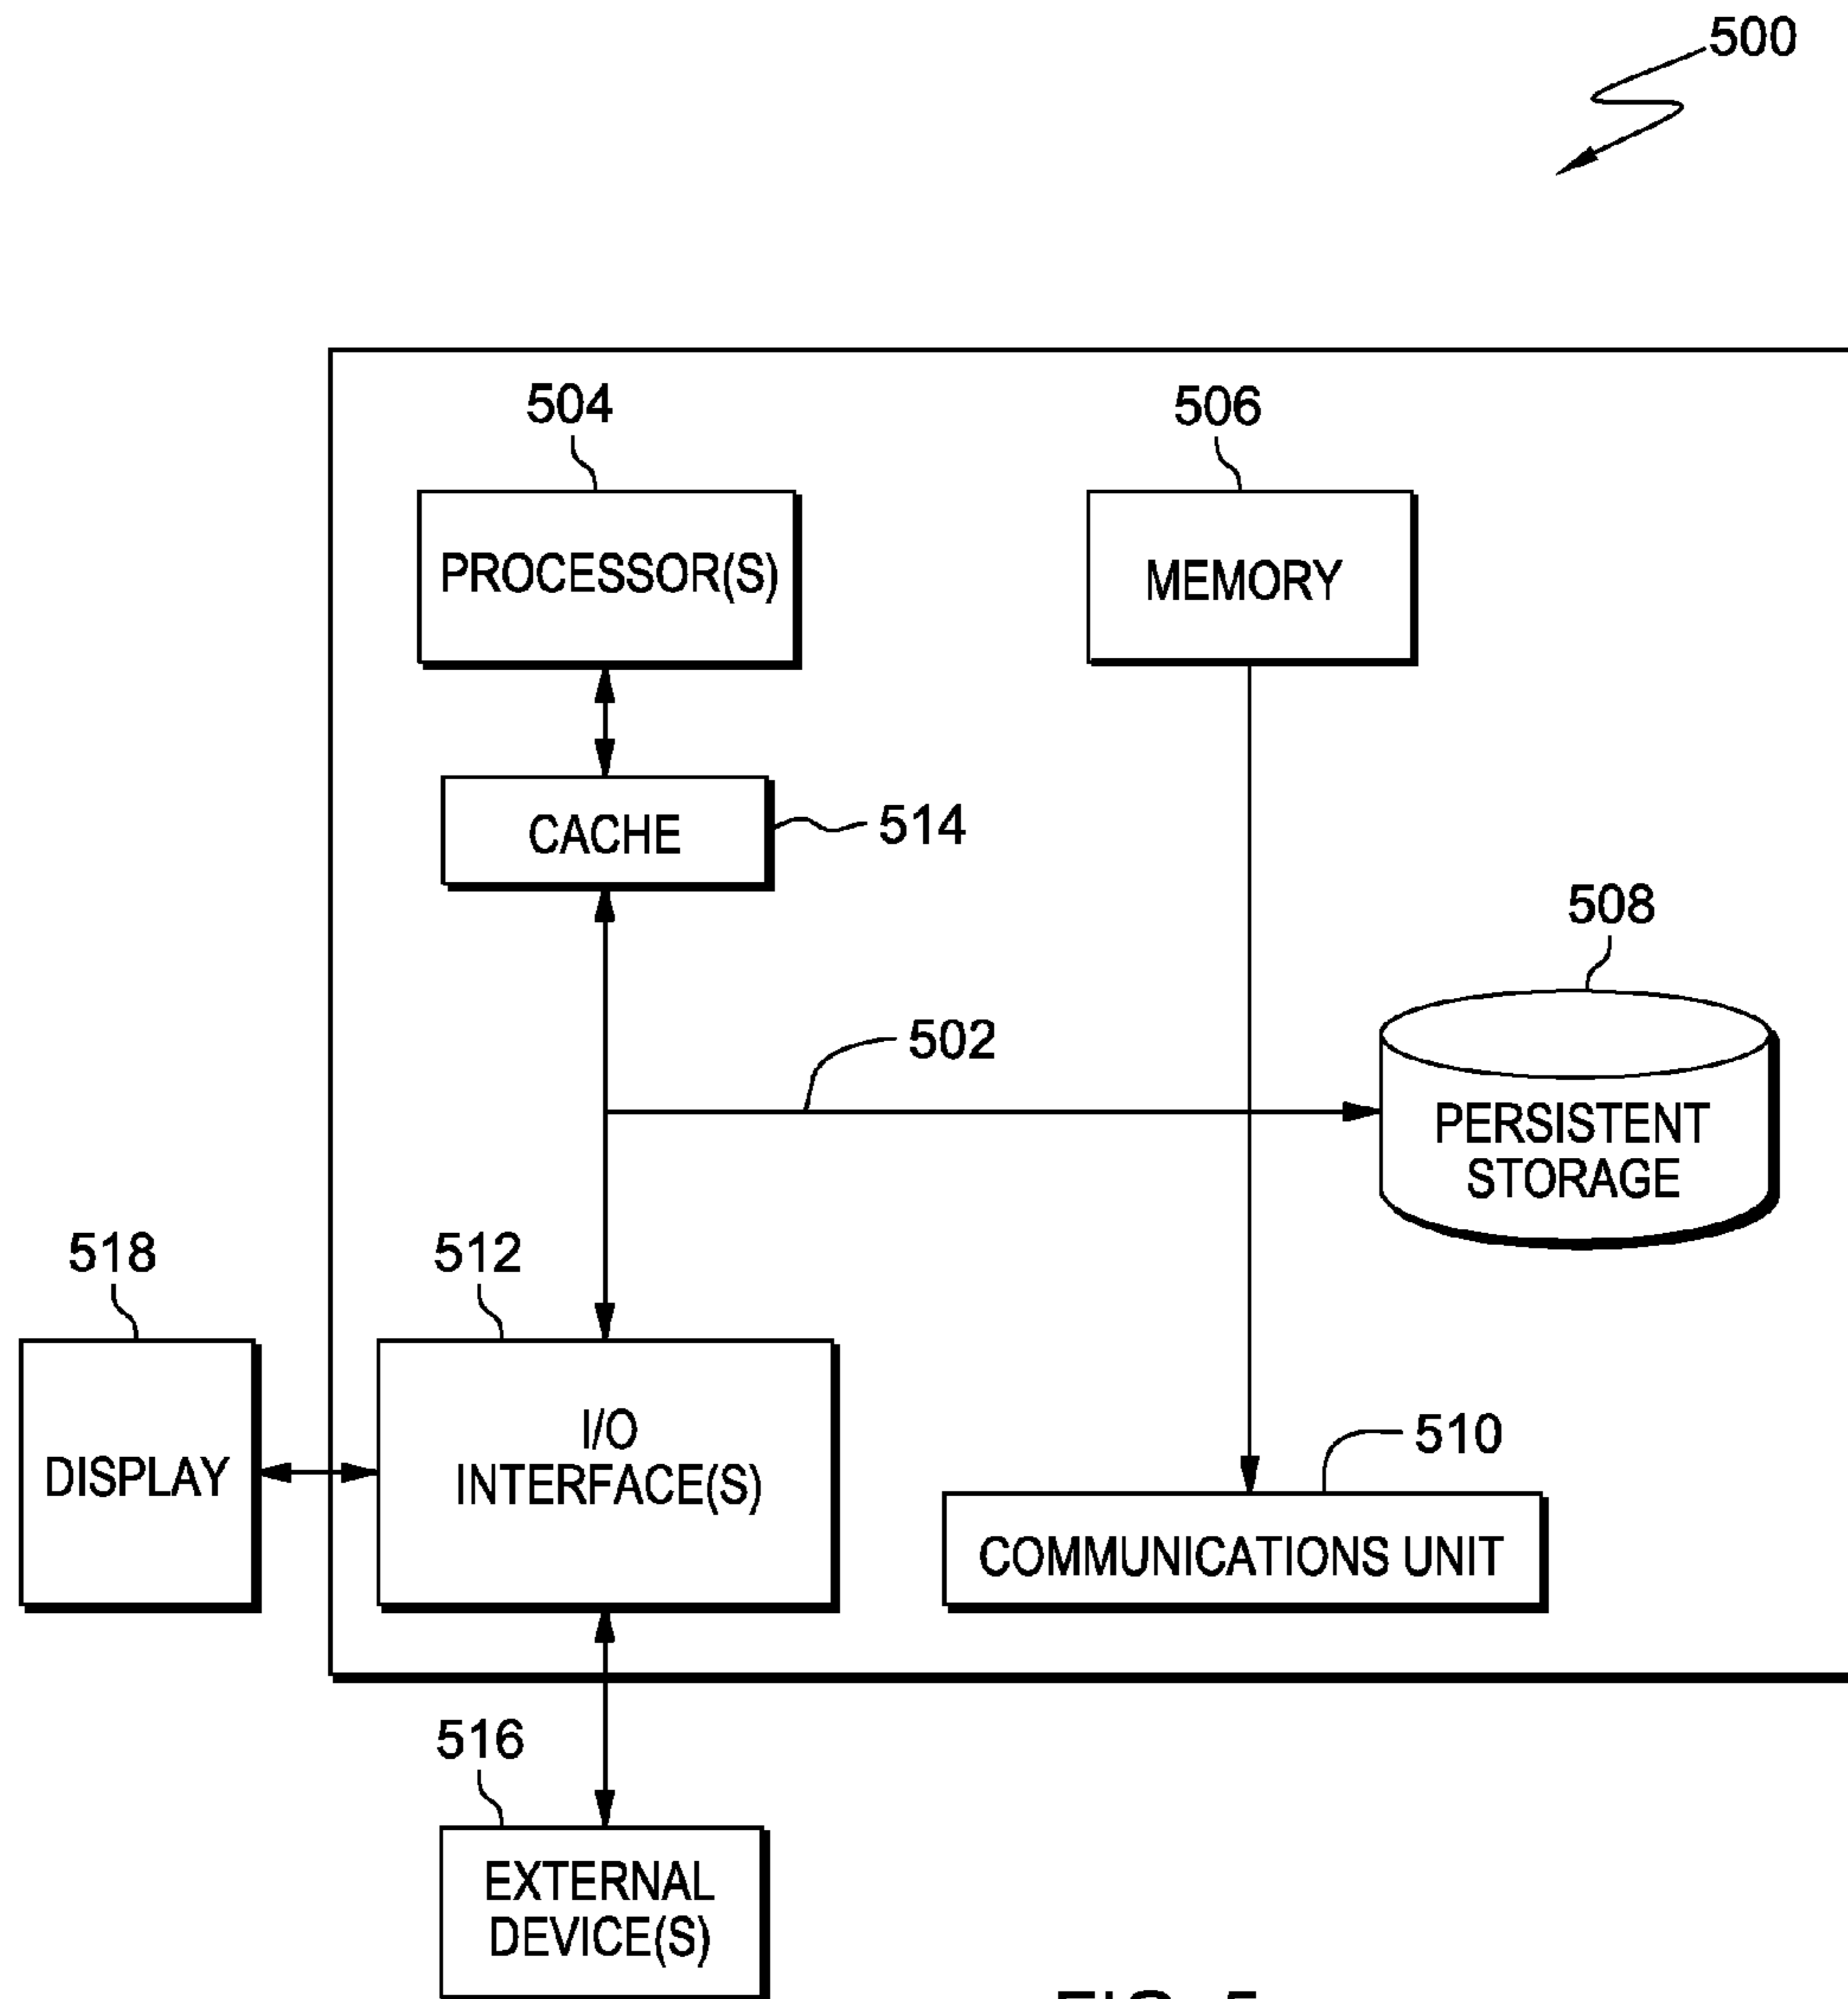 500
504
506
PROCESSOR(S)
MEMORY
CACHE
514
508
502
PERSISTENT
STORAGE
518
512
I/O
INTERFACE(S)
DISPLAY
510
COMMUNICATIONS UNIT
516
EXTERNAL
DEVICE(S)